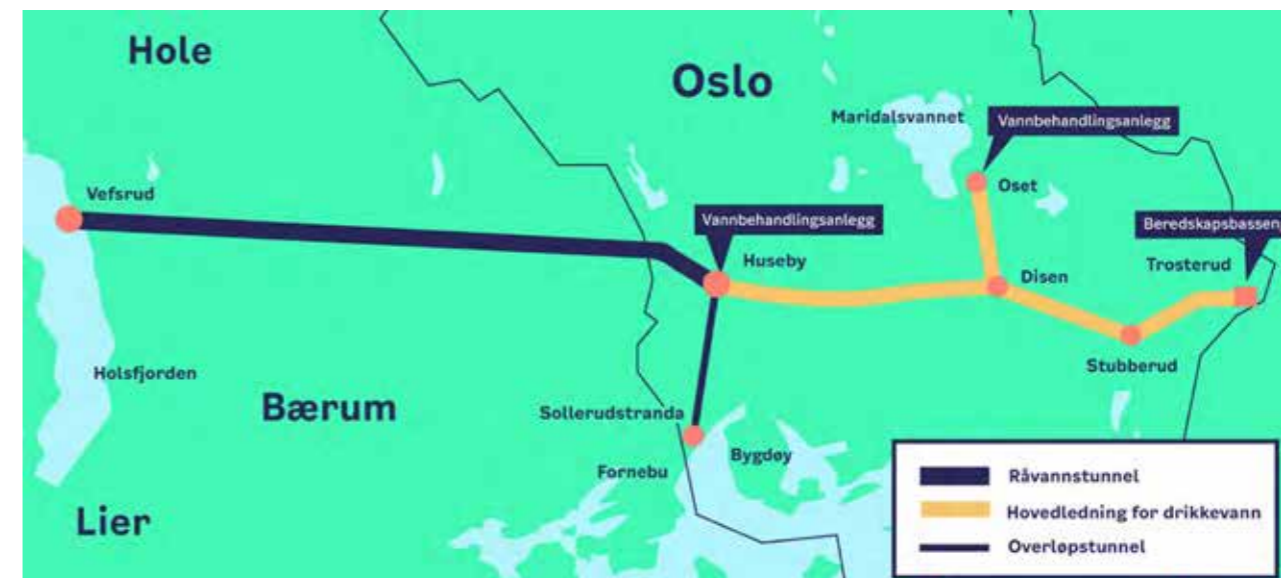 Hole
Oslo
Maridalsvannet
Vannbehandlingsanlegg
Oset
Vefsrud
Vannbehandlingsanlegg
Beredskapsbasseng
Huseby
Disen
Trosterud
Stubberud
Holsfjorden
Bærum
Sollerudstranda
Bygdøy
Fornebu
Lier
Råvannstunnel
Hovedledning for drikkevann
Overløpstunnel